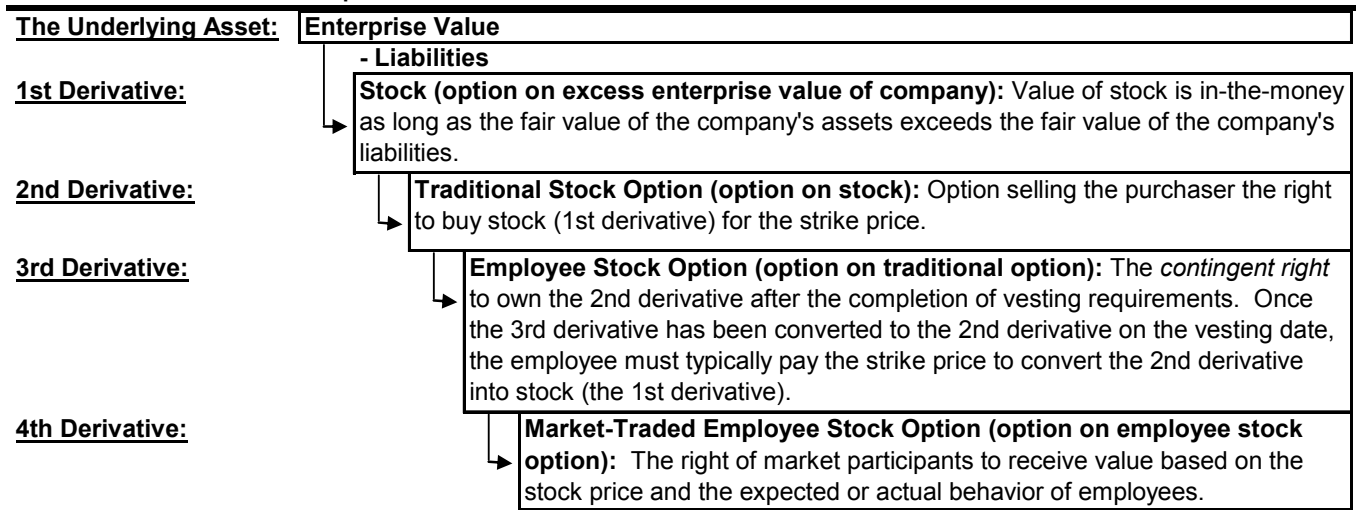 The Underlying Asset: Enterprise Value
- Liabilities
1st Derivative: Stock (option on excess enterprise value of company): Value of stock is in-the-money
as long as the fair value of the company's assets exceeds the fair value of the company's
liabilities.
2nd Derivative: Traditional Stock Option (option on stock): Option selling the purchaser the right
to buy stock (1st derivative) for the strike price.
3rd Derivative: Employee Stock Option (option on traditional option): The contingent right
to own the 2nd derivative after the completion of vesting requirements. Once
the 3rd derivative has been converted to the 2nd derivative on the vesting date,
the employee must typically pay the strike price to convert the 2nd derivative
into stock (the 1st derivative).
4th Derivative: Market-Traded Employee Stock Option (option on employee stock
option): The right of market participants to receive value based on the
stock price and the expected or actual behavior of employees.